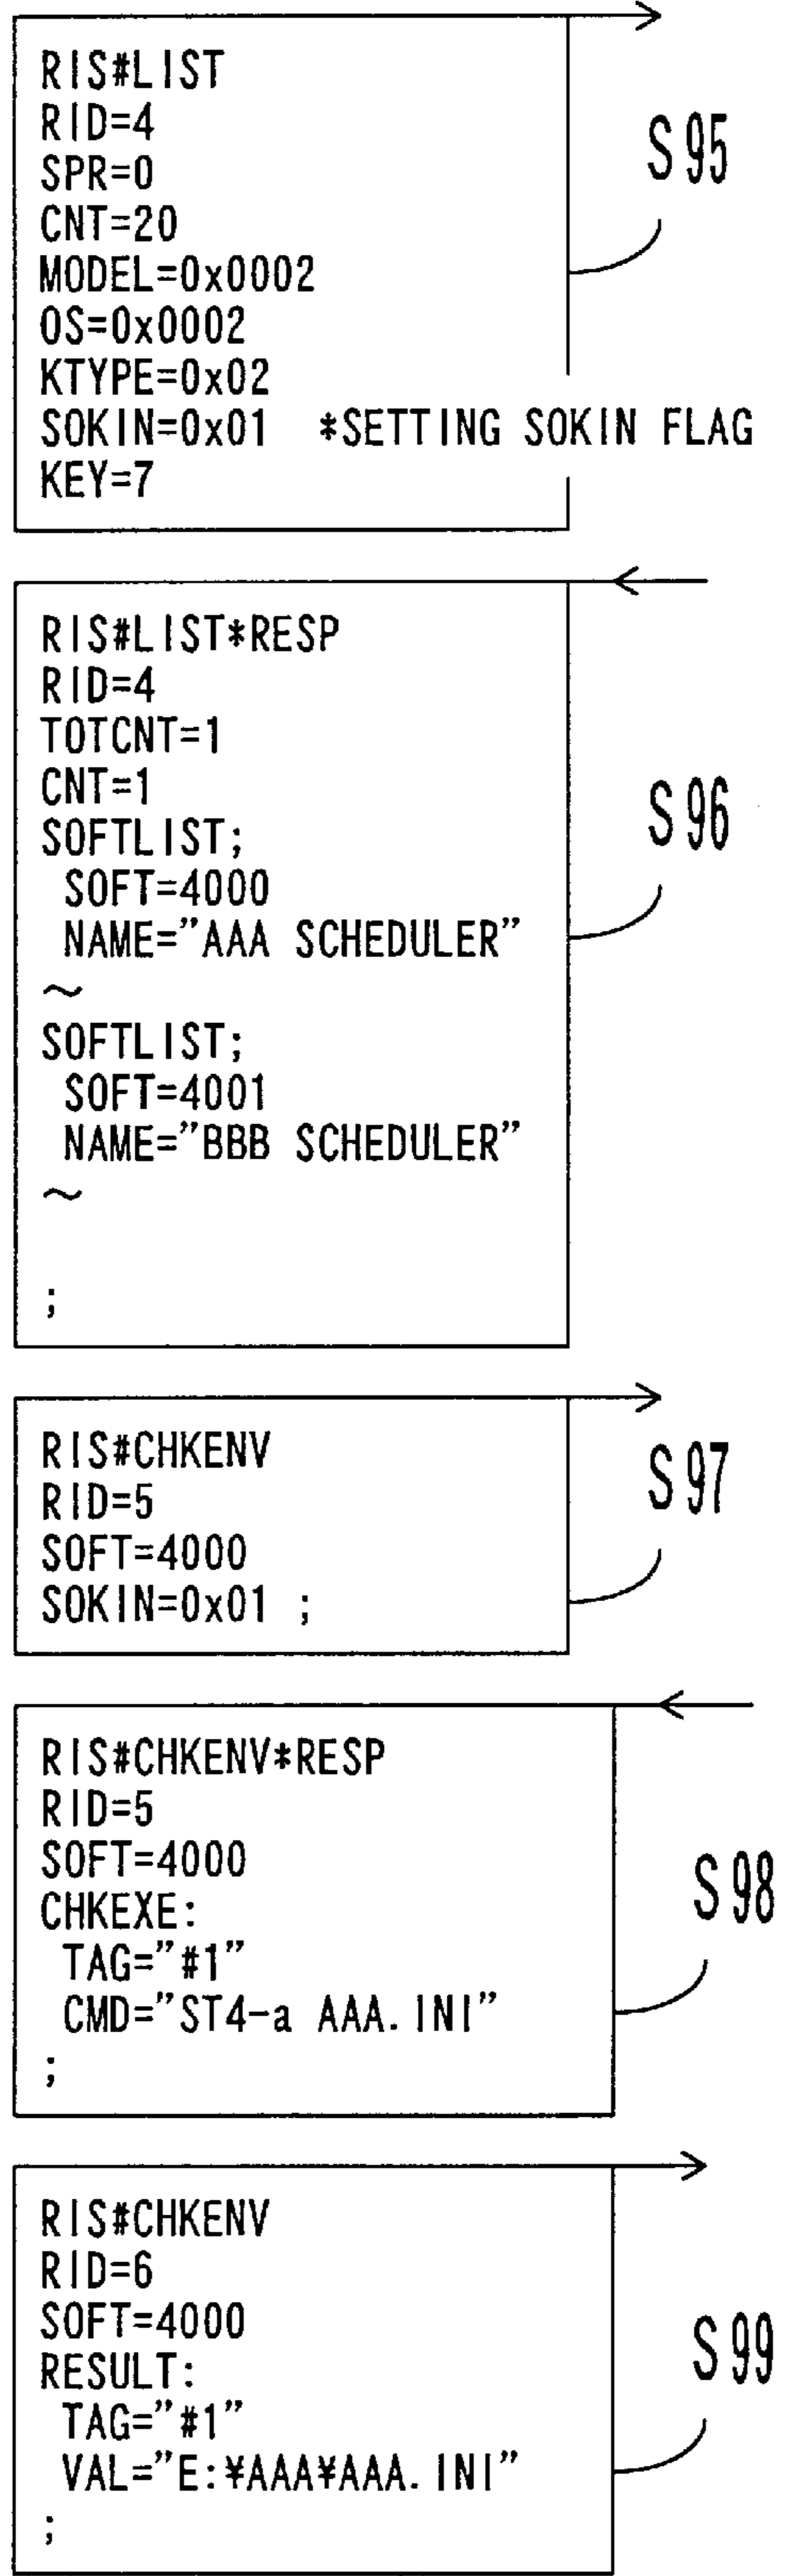 RIS#LIST
RID=4
SPR=0
CNT=20
MODEL=0x0002
OS=0x0002
KTYPE=0x02
SOKIN=0x01 *SETTING SOKIN FLAG
KEY=7
S95
RIS#LIST*RESP
RID=4
TOTCNT=1
CNT=1
SOFTLIST;
SOFT=4000
NAME=”AAA SCHEDULER”
~
SOFTLIST;
SOFT=4001
NAME=”BBB SCHEDULER”
~
;
S96
RIS#CHKENV
RID=5
SOFT=4000
SOKIN=0x01 ;
S97
RIS#CHKENV*RESP
RID=5
SOFT=4000
CHKEXE:
TAG=”#1”
CMD=”ST4-a AAA.INI”
;
S98
RIS#CHKENV
RID=6
SOFT=4000
RESULT:
TAG=”#1”
VAL=”E:¥AAA¥AAA.INI”
;
S99